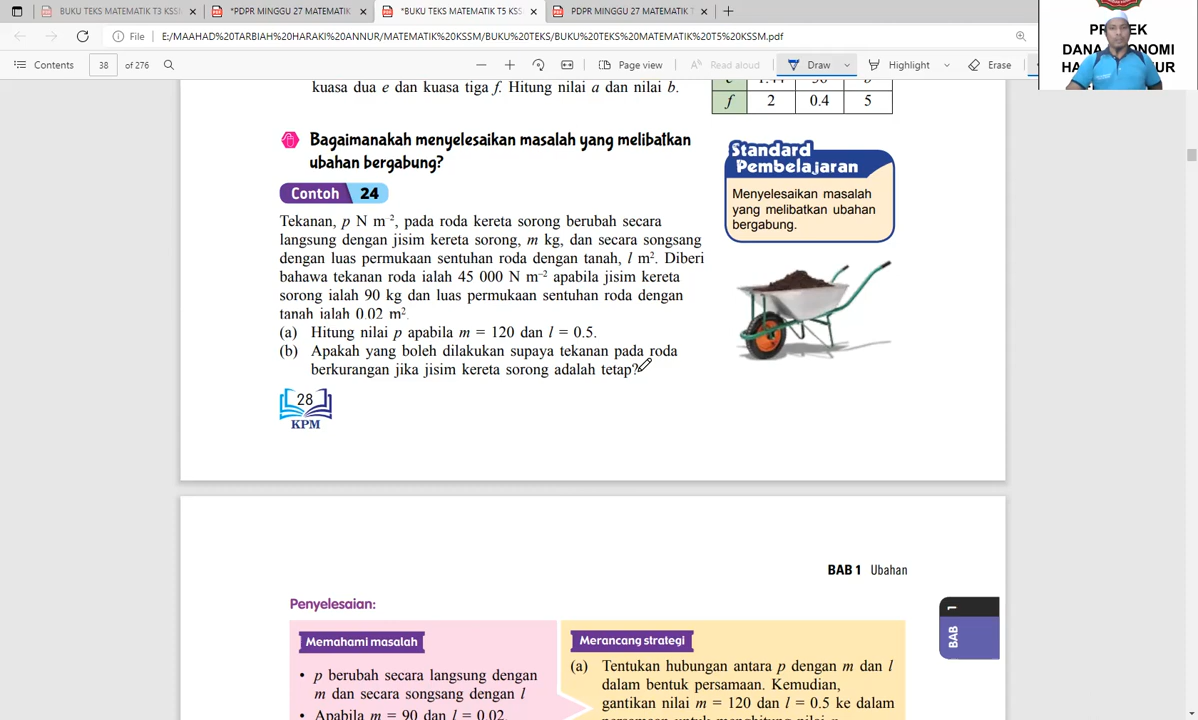 BUKU TEKS MATEMATIK T3 KSSM
*PDPR MINGGU 27 MATEMATIK
*BUKU TEKS MATEMATIK T5 KSS
PDPR MINGGU 27 MATEMATIK T
File
E:/MAAHAD%20TARBIAH%20HARAKI%20ANNUR/MATEMATIK%20KSSM/BUKU%20TEKS/BUKU%20TEKS%20MATEMATIK%20T5%20KSSM.pdf
Contents
38
of 276
Page view
Read aloud
Draw
Highlight
Erase
kuasa dua e dan kuasa tiga f. Hitung nilai a dan nilai b.
f 2 0.4 5
Bagaimanakah menyelesaikan masalah yang melibatkan
ubahan bergabung?
Contoh 24
Tekanan, p N m⁻², pada roda kereta sorong berubah secara
langsung dengan jisim kereta sorong, m kg, dan secara songsang
dengan luas permukaan sentuhan roda dengan tanah, l m². Diberi
bahawa tekanan roda ialah 45 000 N m⁻² apabila jisim kereta
sorong ialah 90 kg dan luas permukaan sentuhan roda dengan
tanah ialah 0.02 m².
(a) Hitung nilai p apabila m = 120 dan l = 0.5.
(b) Apakah yang boleh dilakukan supaya tekanan pada roda
berkurangan jika jisim kereta sorong adalah tetap?
Standard
Pembelajaran
Menyelesaikan masalah
yang melibatkan ubahan
bergabung.
28
KPM
BAB 1 Ubahan
BAB 1
Penyelesaian:
Memahami masalah
• p berubah secara langsung dengan
m dan secara songsang dengan l
• Apabila m = 90 dan l = 0.02,
Merancang strategi
(a) Tentukan hubungan antara p dengan m dan l
dalam bentuk persamaan. Kemudian,
gantikan nilai m = 120 dan l = 0.5 ke dalam
persamaan untuk menghitung nilai p.